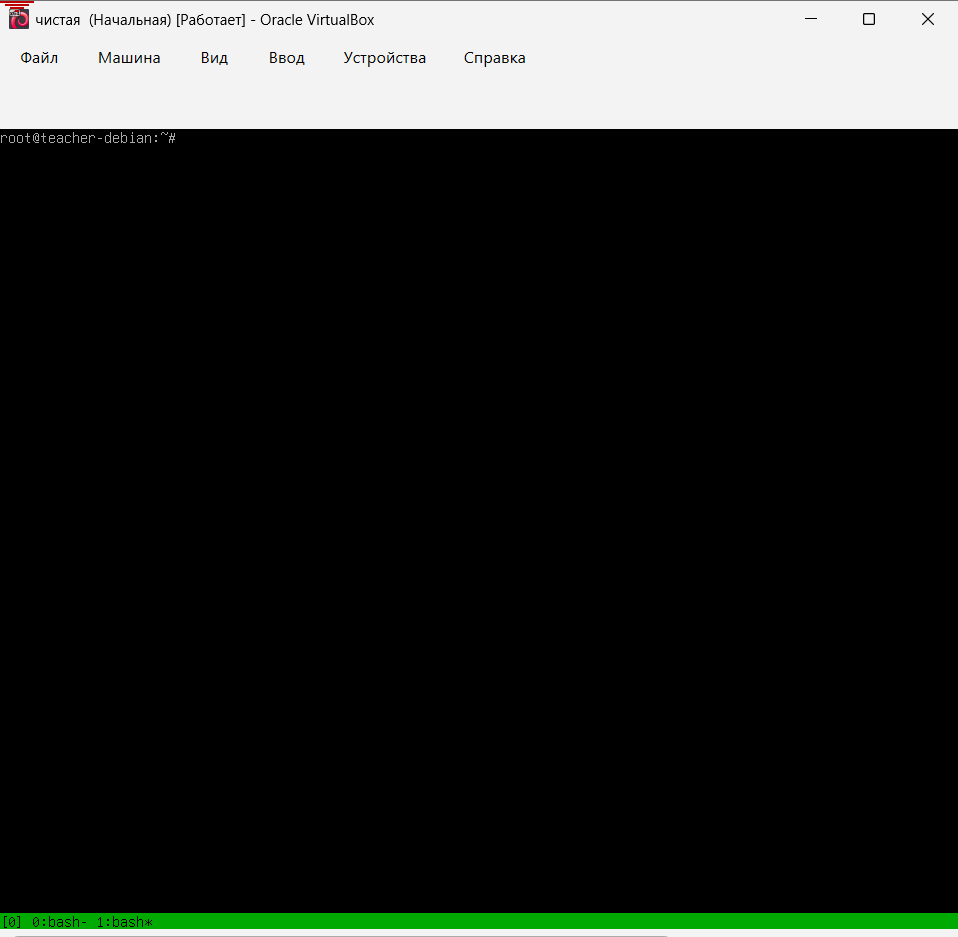 чистая (Начальная) [Работает] - Oracle VirtualBox
Файл Машина Вид Ввод Устройства Справка
root@teacher-debian:~#
[0] 0:bash- 1:bash*